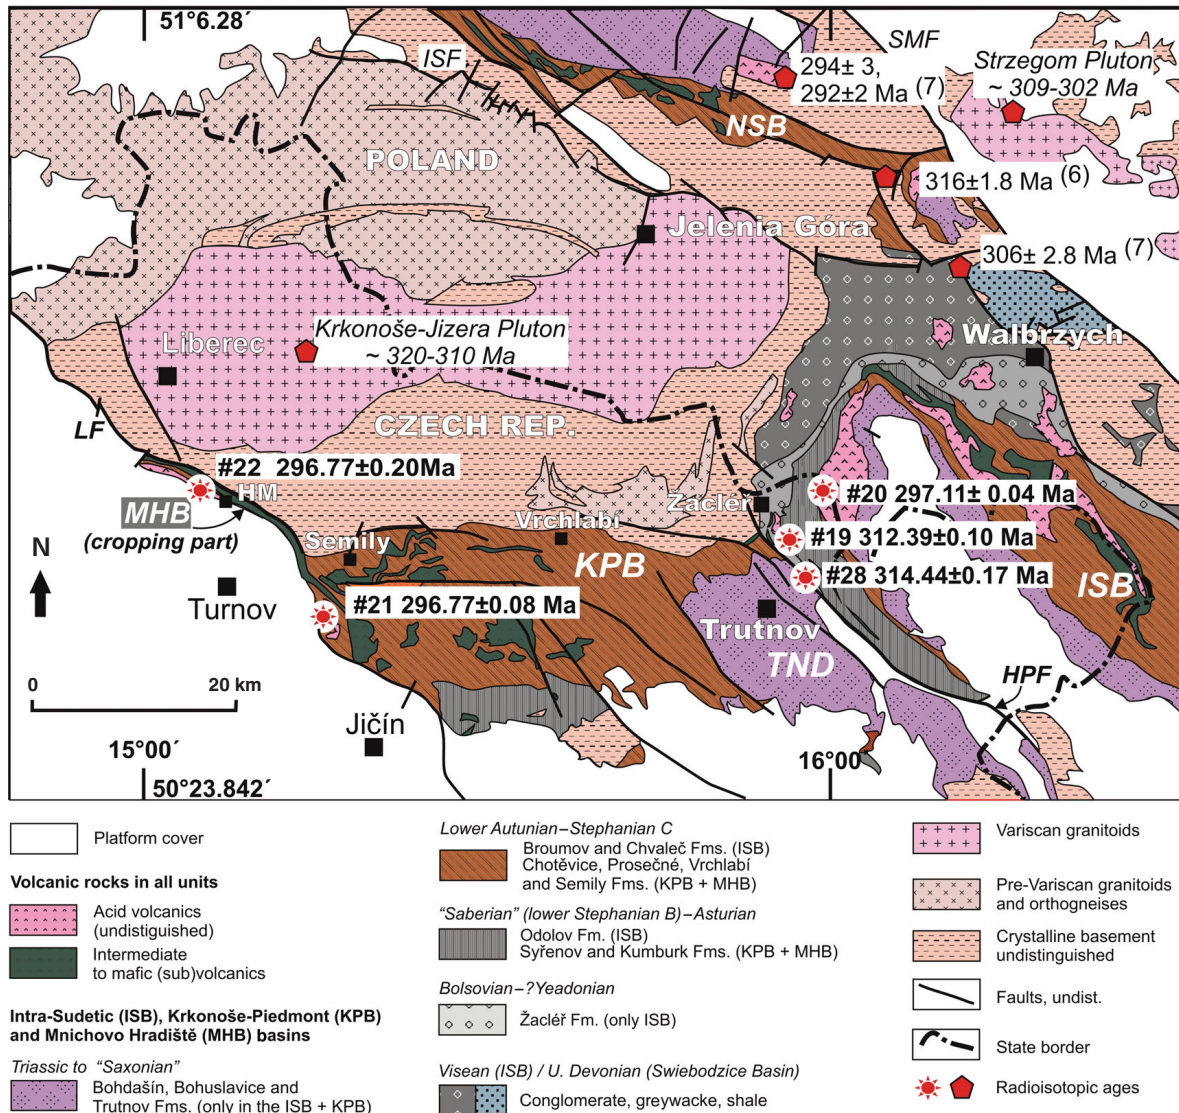 51°6.28´
ISF
SMF
294± 3,
292±2 Ma (7)
Strzegom Pluton
~ 309-302 Ma
NSB
POLAND
316±1.8 Ma (6)
Jelenia Góra
306± 2.8 Ma (7)
Krkonoše-Jizera Pluton
~ 320-310 Ma
Liberec
Walbrzych
LF
CZECH REP.
#22 296.77±0.20Ma
HM
MHB
(cropping part)
Žacléř
#20 297.11± 0.04 Ma
Vrchlabí
Semily
KPB
#19 312.39±0.10 Ma
N
#28 314.44±0.17 Ma
ISB
Turnov
#21 296.77±0.08 Ma
Trutnov
TND
HPF
0 20 km
Jičín
15°00´
16°00´
50°23.842´
Platform cover
Volcanic rocks in all units
Acid volcanics
(undistiguished)
Intermediate
to mafic (sub)volcanics
Intra-Sudetic (ISB), Krkonoše-Piedmont (KPB)
and Mnichovo Hradiště (MHB) basins
Triassic to "Saxonian"
Bohdašín, Bohuslavice and
Trutnov Fms. (only in the ISB + KPB)
Lower Autunian–Stephanian C
Broumov and Chvaleč Fms. (ISB)
Chotěvice, Prosečné, Vrchlabí
and Semily Fms. (KPB + MHB)
"Saberian" (lower Stephanian B)–Asturian
Odolov Fm. (ISB)
Syřenov and Kumburk Fms. (KPB + MHB)
Bolsovian–?Yeadonian
Žacléř Fm. (only ISB)
Visean (ISB) / U. Devonian (Swiebodzice Basin)
Conglomerate, greywacke, shale
Variscan granitoids
Pre-Variscan granitoids
and orthogneises
Crystalline basement
undistinguished
Faults, undist.
State border
Radioisotopic ages